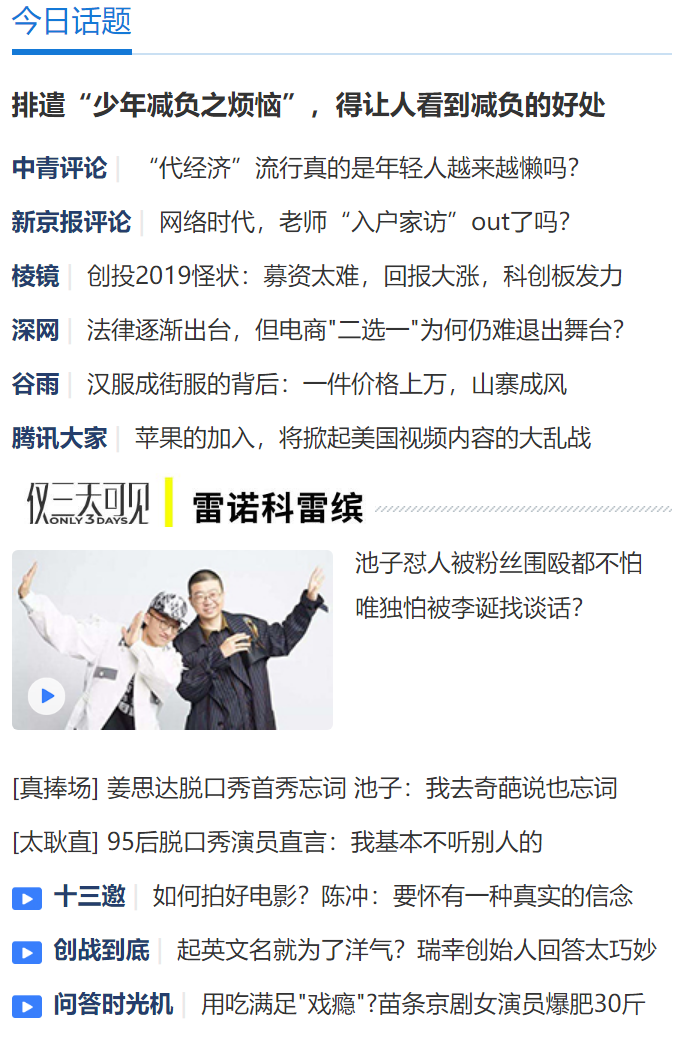 今日话题
排遣“少年减负之烦恼”，得让人看到减负的好处
中青评论 “代经济”流行真的是年轻人越来越懒吗？
新京报评论 网络时代，老师“入户家访”out了吗？
棱镜 创投2019怪状：募资太难，回报大涨，科创板发力
深网 法律逐渐出台，但电商"二选一"为何仍难退出舞台？
谷雨 汉服成街服的背后：一件价格上万，山寨成风
腾讯大家 苹果的加入，将掀起美国视频内容的大乱战
仅三天可见 雷诺科雷缤
ONLY 3 DAYS
池子怼人被粉丝围殴都不怕
唯独怕被李诞找谈话？
[真捧场] 姜思达脱口秀首秀忘词 池子：我去奇葩说也忘词
[太耿直] 95后脱口秀演员直言：我基本不听别人的
十三邀 如何拍好电影？陈冲：要怀有一种真实的信念
创战到底 起英文名就为了洋气？瑞幸创始人回答太巧妙
问答时光机 用吃满足"戏瘾"?苗条京剧女演员爆肥30斤